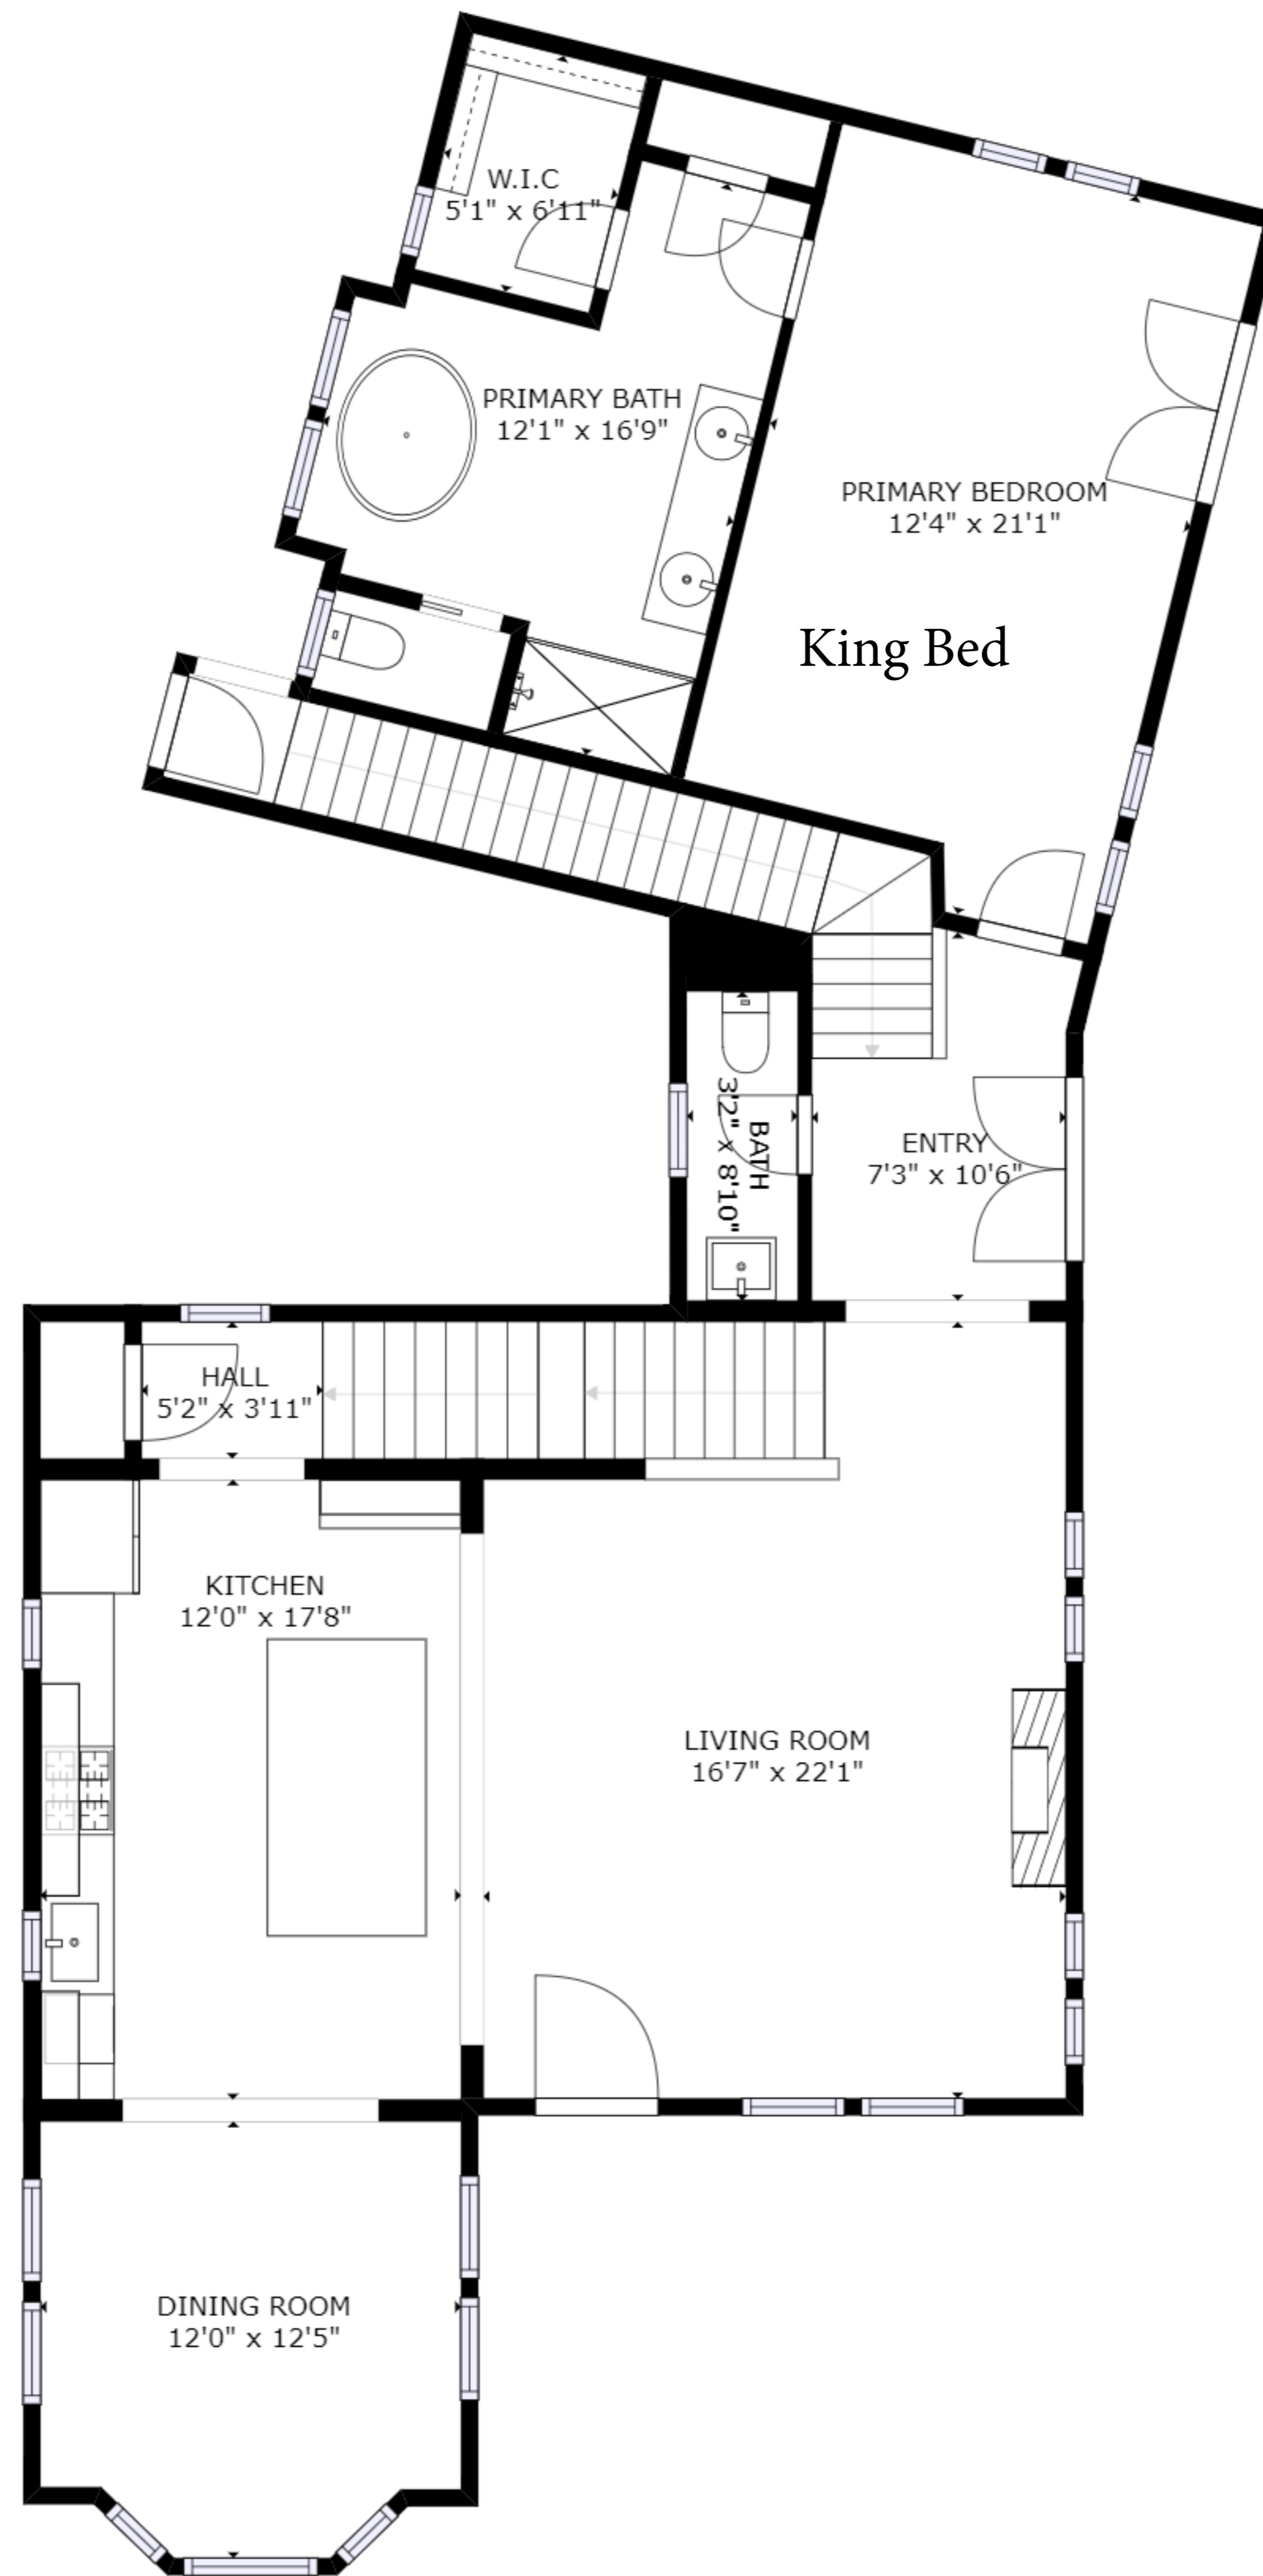 W.I.C
5'1" x 6'11"
PRIMARY BATH
12'1" x 16'9"
PRIMARY BEDROOM
12'4" x 21'1"
King Bed
BATH
3'2" x 8'10"
ENTRY
7'3" x 10'6"
HALL
5'2" x 3'11"
KITCHEN
12'0" x 17'8"
LIVING ROOM
16'7" x 22'1"
DINING ROOM
12'0" x 12'5"